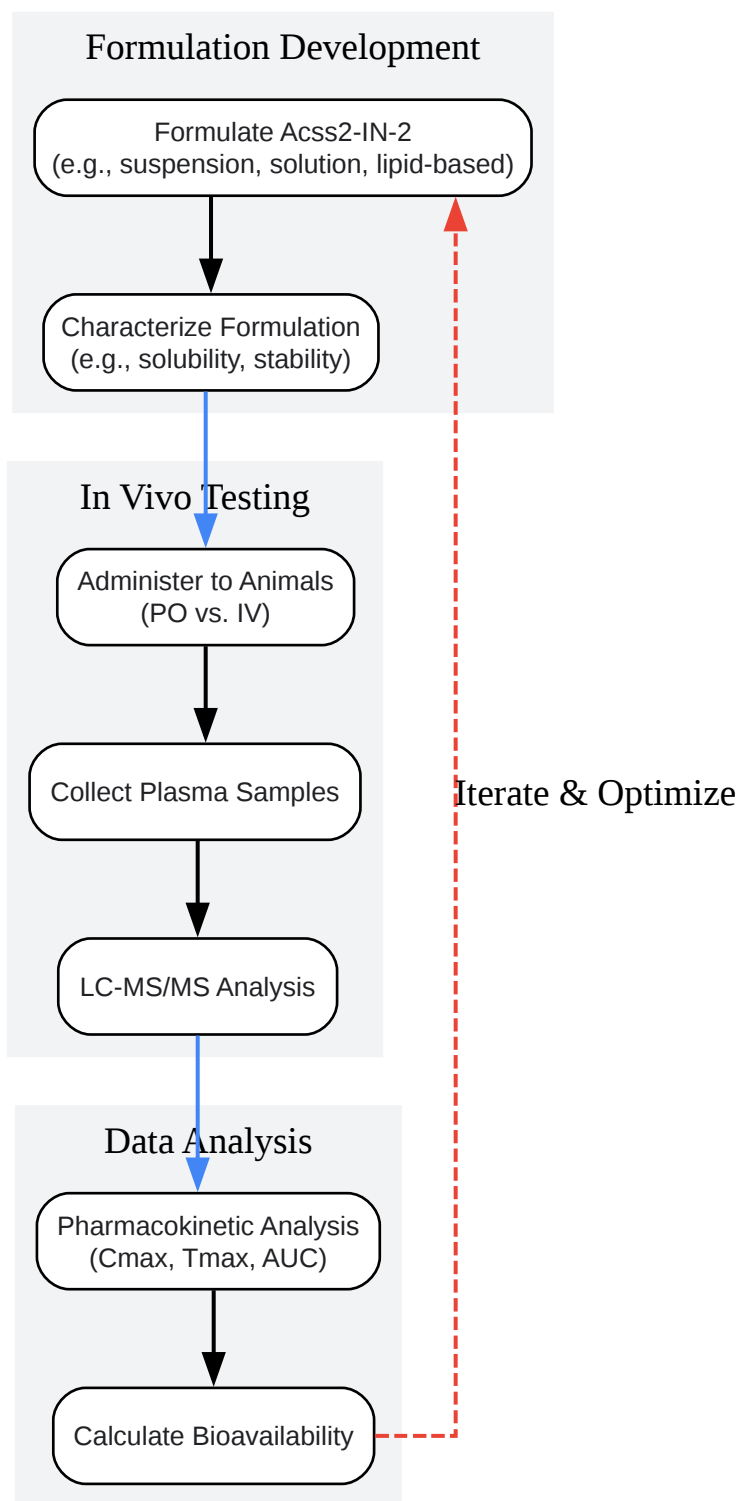 Formulation Development
Formulate Acss2-IN-2
(e.g., suspension, solution, lipid-based)
Characterize Formulation
(e.g., solubility, stability)
In Vivo Testing
Administer to Animals
(PO vs. IV)
Collect Plasma Samples
Iterate & Optimize
LC-MS/MS Analysis
Data Analysis
Pharmacokinetic Analysis
(Cmax, Tmax, AUC)
Calculate Bioavailability